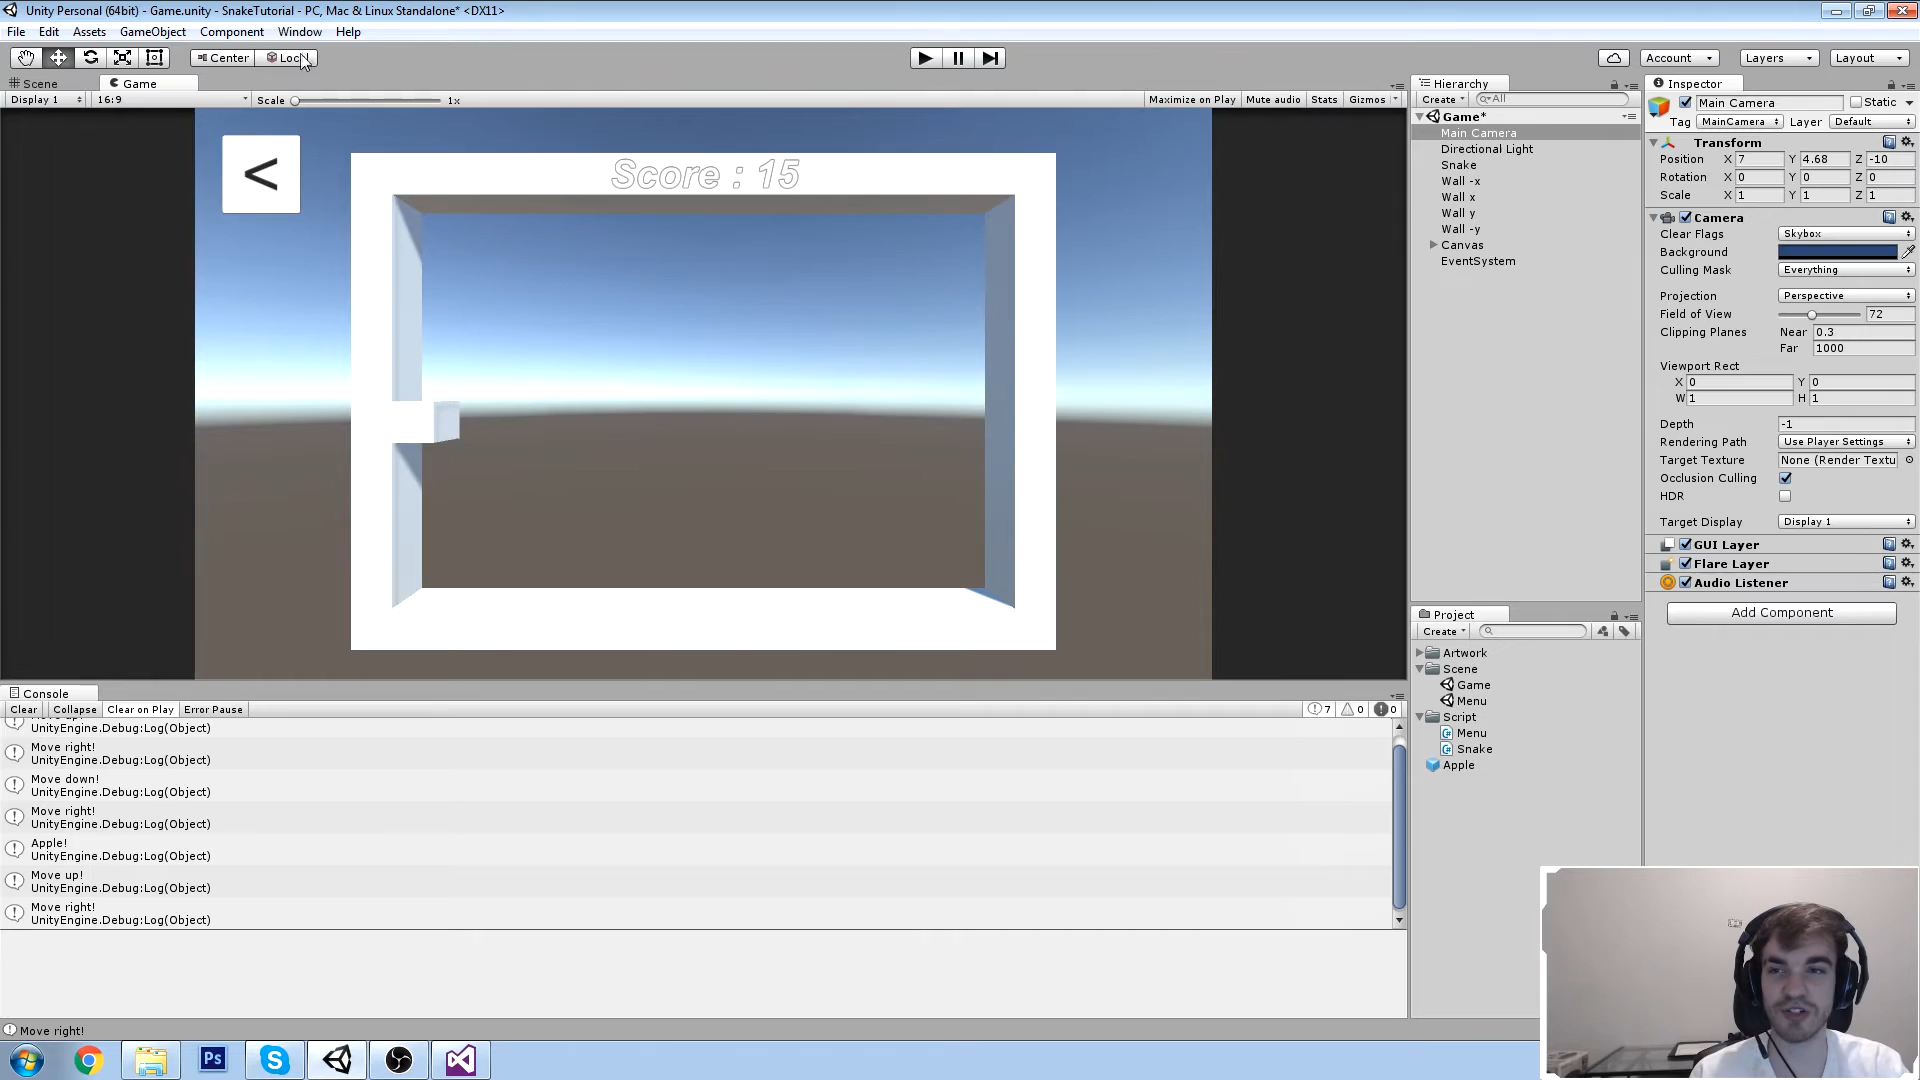 Unity Personal (64bit) - Game.unity - SnakeTutorial - PC, Mac & Linux Standalone* <DX11>
File Edit Assets GameObject Component Window Help
Center
Account Layers Layout
Scene Game
Display 1 16:9 Scale 1x Maximize on Play Mute audio Stats Gizmos
<
Score : 15
Hierarchy
Create All
Game*
Main Camera
Directional Light
Snake
Wall -x
Wall x
Wall y
Wall -y
Canvas
EventSystem
Inspector
Main Camera Static
Tag MainCamera Layer Default
Transform
Position X 7 Y 4.68 Z -10
Rotation X 0 Y 0 Z 0
Scale X 1 Y 1 Z 1
Camera
Clear Flags Skybox
Background
Culling Mask Everything
Projection Perspective
Field of View 72
Clipping Planes Near 0.3
Far 1000
Viewport Rect
X 0 Y 0
W 1 H 1
Depth -1
Rendering Path Use Player Settings
Target Texture None (Render Textu
Occlusion Culling
HDR
Target Display Display 1
GUI Layer
Flare Layer
Audio Listener
Add Component
Project
Create
Artwork
Scene
Game
Menu
Script
Menu
Snake
Apple
Console
Clear Collapse Clear on Play Error Pause 7 0 0
UnityEngine.Debug:Log(Object)
Move right!
UnityEngine.Debug:Log(Object)
Move down!
UnityEngine.Debug:Log(Object)
Move right!
UnityEngine.Debug:Log(Object)
Apple!
UnityEngine.Debug:Log(Object)
Move up!
UnityEngine.Debug:Log(Object)
Move right!
UnityEngine.Debug:Log(Object)
Move right!
Ps